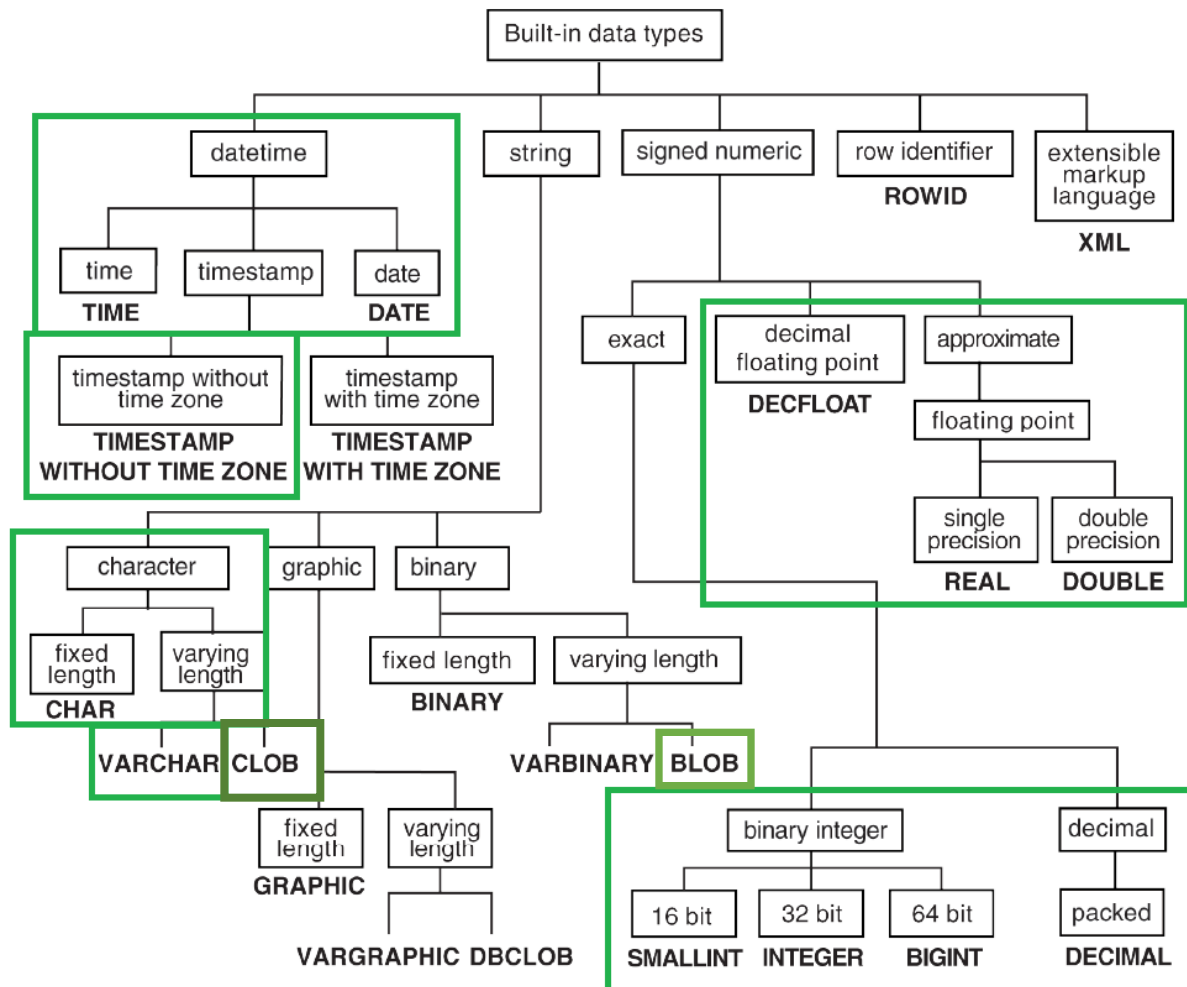 Built-in data types
datetime
string
signed numeric
row identifier
ROWID
extensible
markup
language
XML
time
TIME
timestamp
date
DATE
exact
decimal
floating point
DECFLOAT
approximate
timestamp without
time zone
TIMESTAMP
WITHOUT TIME ZONE
timestamp
with time zone
TIMESTAMP
WITH TIME ZONE
floating point
single
precision
REAL
double
precision
DOUBLE
character
graphic
binary
fixed
length
CHAR
varying
length
fixed length
BINARY
varying length
VARCHAR
CLOB
VARBINARY
BLOB
fixed
length
GRAPHIC
varying
length
VARGRAPHIC
DBCLOB
binary integer
decimal
16 bit
SMALLINT
32 bit
INTEGER
64 bit
BIGINT
packed
DECIMAL